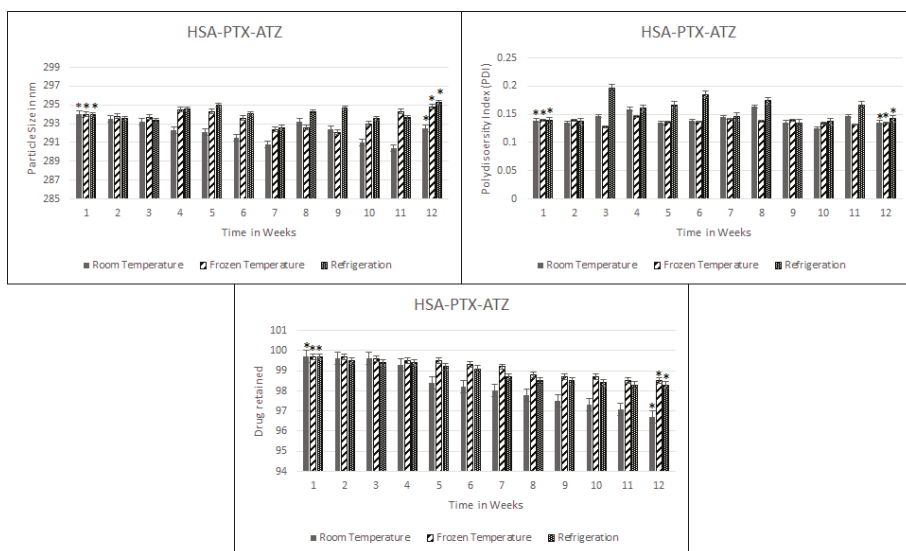 HSA-PTX-ATZ
Particle Size in nm
299
297
295
293
291
289
287
285
* * *
* * *
1 2 3 4 5 6 7 8 9 10 11 12
Time in Weeks
Room Temperature Frozen Temperature Refrigeration
HSA-PTX-ATZ
Polydisoersity Index (PDI)
0.25
0.2
0.15
0.1
0.05
0
* * *
* * *
1 2 3 4 5 6 7 8 9 10 11 12
Time in Weeks
Room Temperature Frozen Temperature Refrigeration
HSA-PTX-ATZ
Drug retained
101
100
99
98
97
96
95
94
* * *
* * *
1 2 3 4 5 6 7 8 9 10 11 12
Time in Weeks
Room Temperature Frozen Temperature Refrigeration